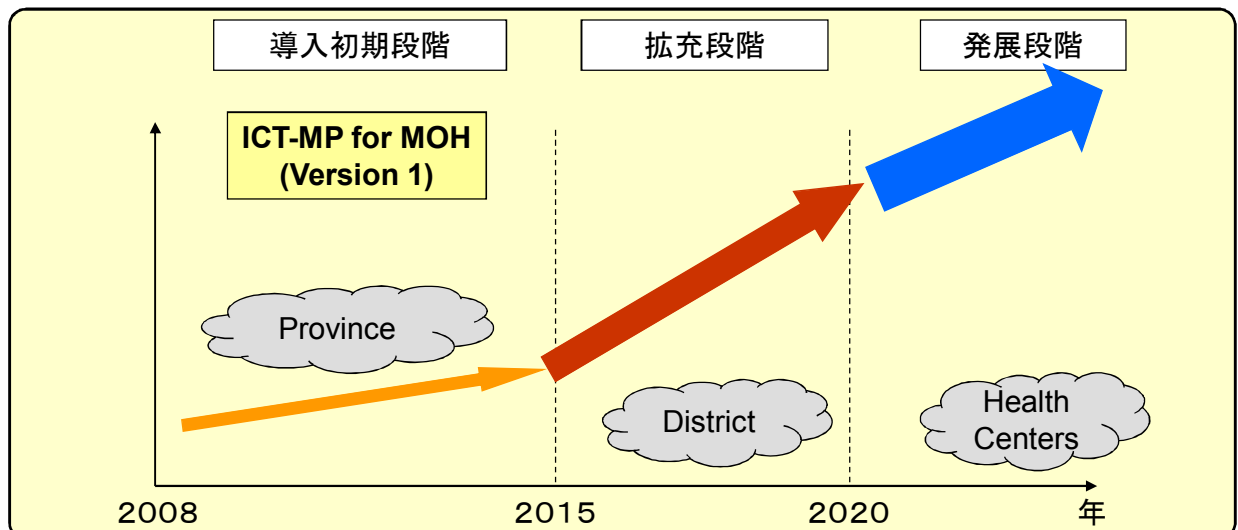 導入初期段階
拡充段階
発展段階
ICT-MP for MOH
(Version 1)
Province
District
Health
Centers
2008
2015
2020
年